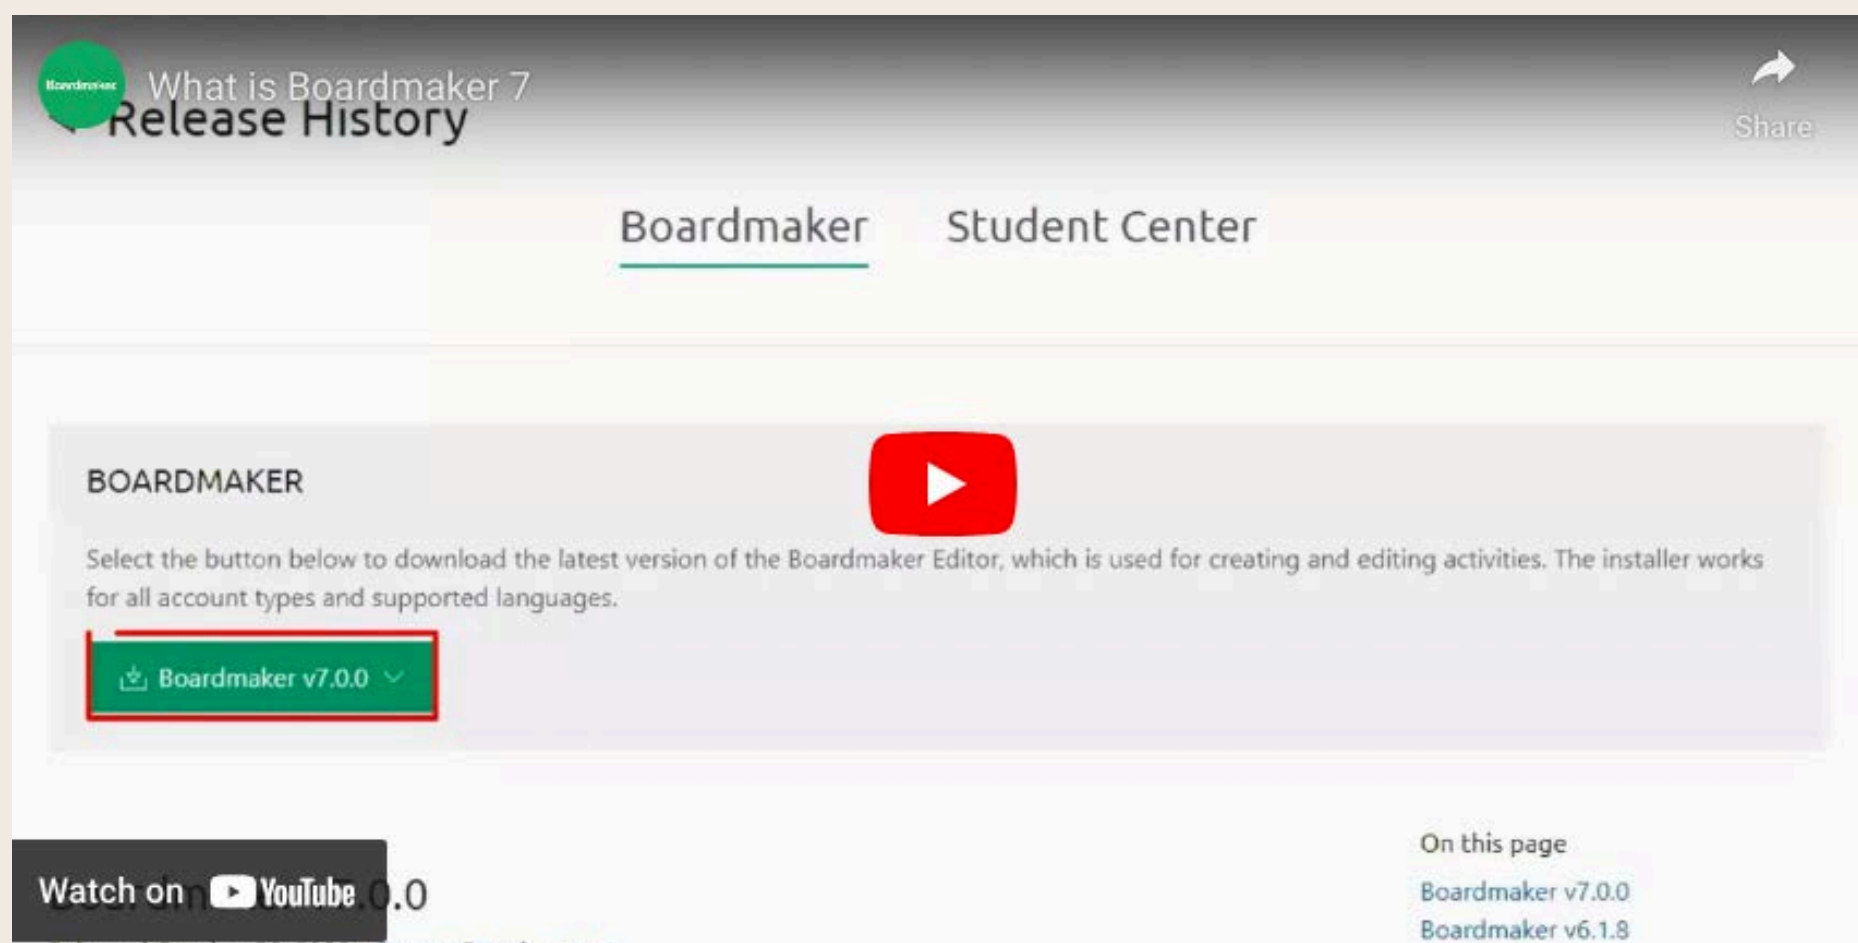 Boardmaker
What is Boardmaker 7
Share
Release History
Boardmaker
Student Center
BOARDMAKER
Select the button below to download the latest version of the Boardmaker Editor, which is used for creating and editing activities. The installer works
for all account types and supported languages.
Boardmaker v7.0.0
On this page
Boardmaker v7.0.0
Boardmaker v6.1.8
Watch on YouTube
.0.0